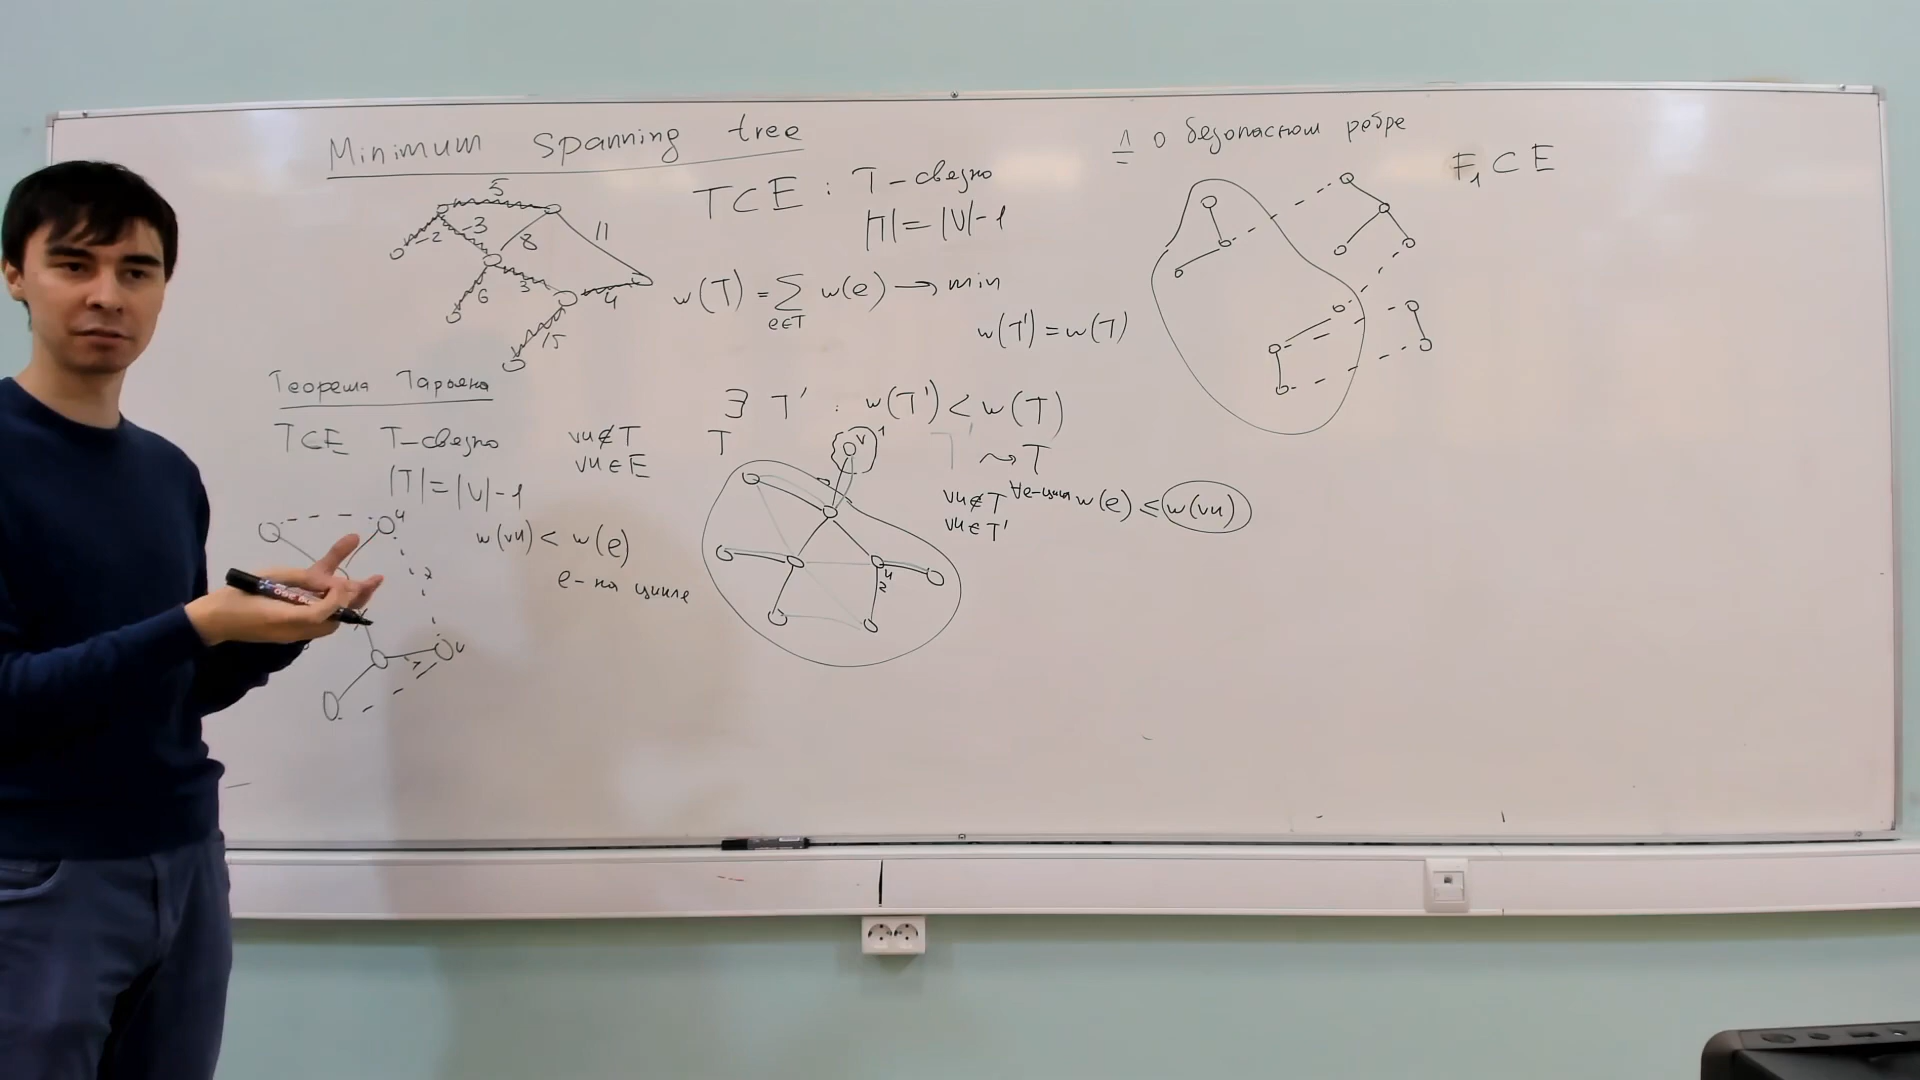 Minimum spanning tree
5
-2
-3
8
11
6
3
4
15
T ⊂ E : T - связно
|T| = |V| - 1
w(T) = ∑ w(e) → min
e∈T
w(T') = w(T)
Теорема Тарьяна
T ⊂ E T - связно
|T| = |V| - 1
vu ∉ T
vu ∈ E
w(vu) < w(e)
e - на цикле
u
v
∃ T' : w(T') < w(T)
T
v
1
u
2
T' ⇝ T
vu ∉ T ∀e-цикл w(e) ≤ w(vu)
vu ∈ T'
Л о безопасном ребре
F₁ ⊂ E